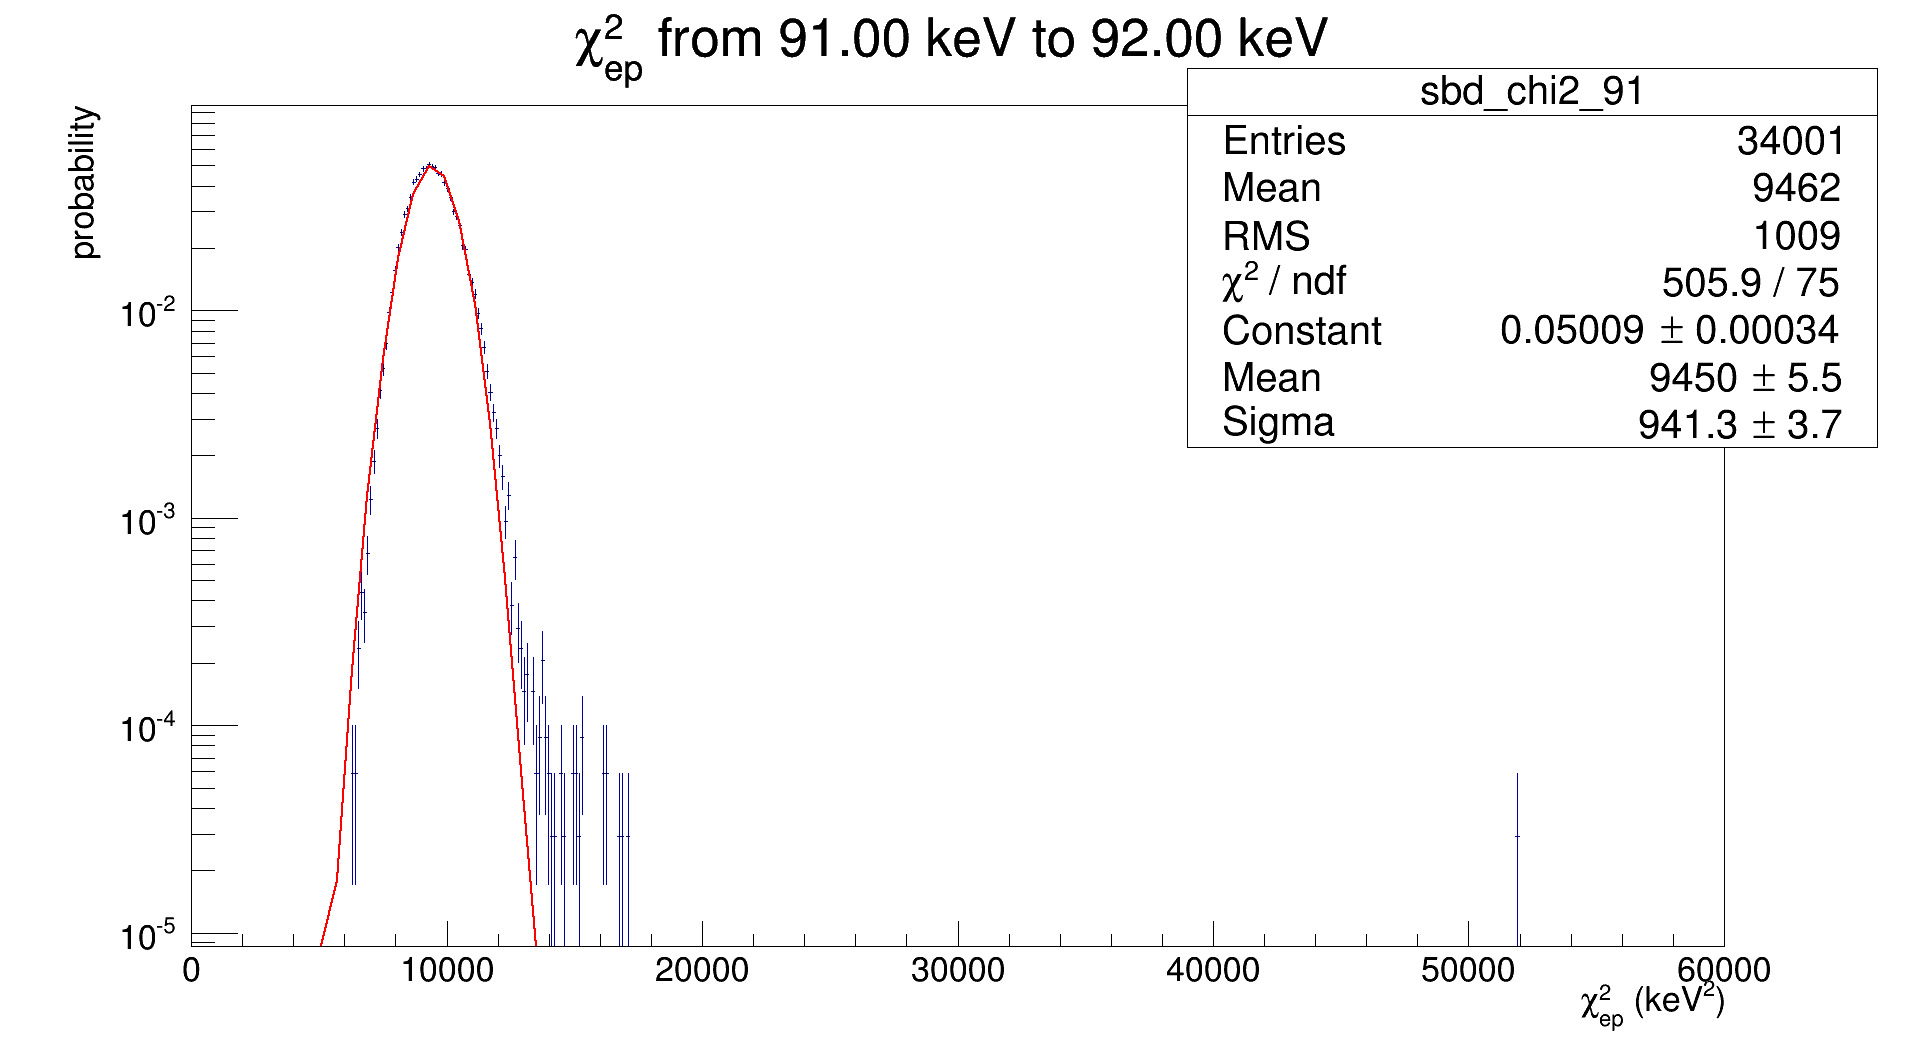 χ²ep from 91.00 keV to 92.00 keV
probability
sbd_chi2_91
Entries 34001
Mean 9462
RMS 1009
χ² / ndf 505.9 / 75
Constant 0.05009 ± 0.00034
Mean 9450 ± 5.5
Sigma 941.3 ± 3.7
10⁻²
10⁻³
10⁻⁴
10⁻⁵
0 10000 20000 30000 40000 50000 60000
χ²ep (keV²)